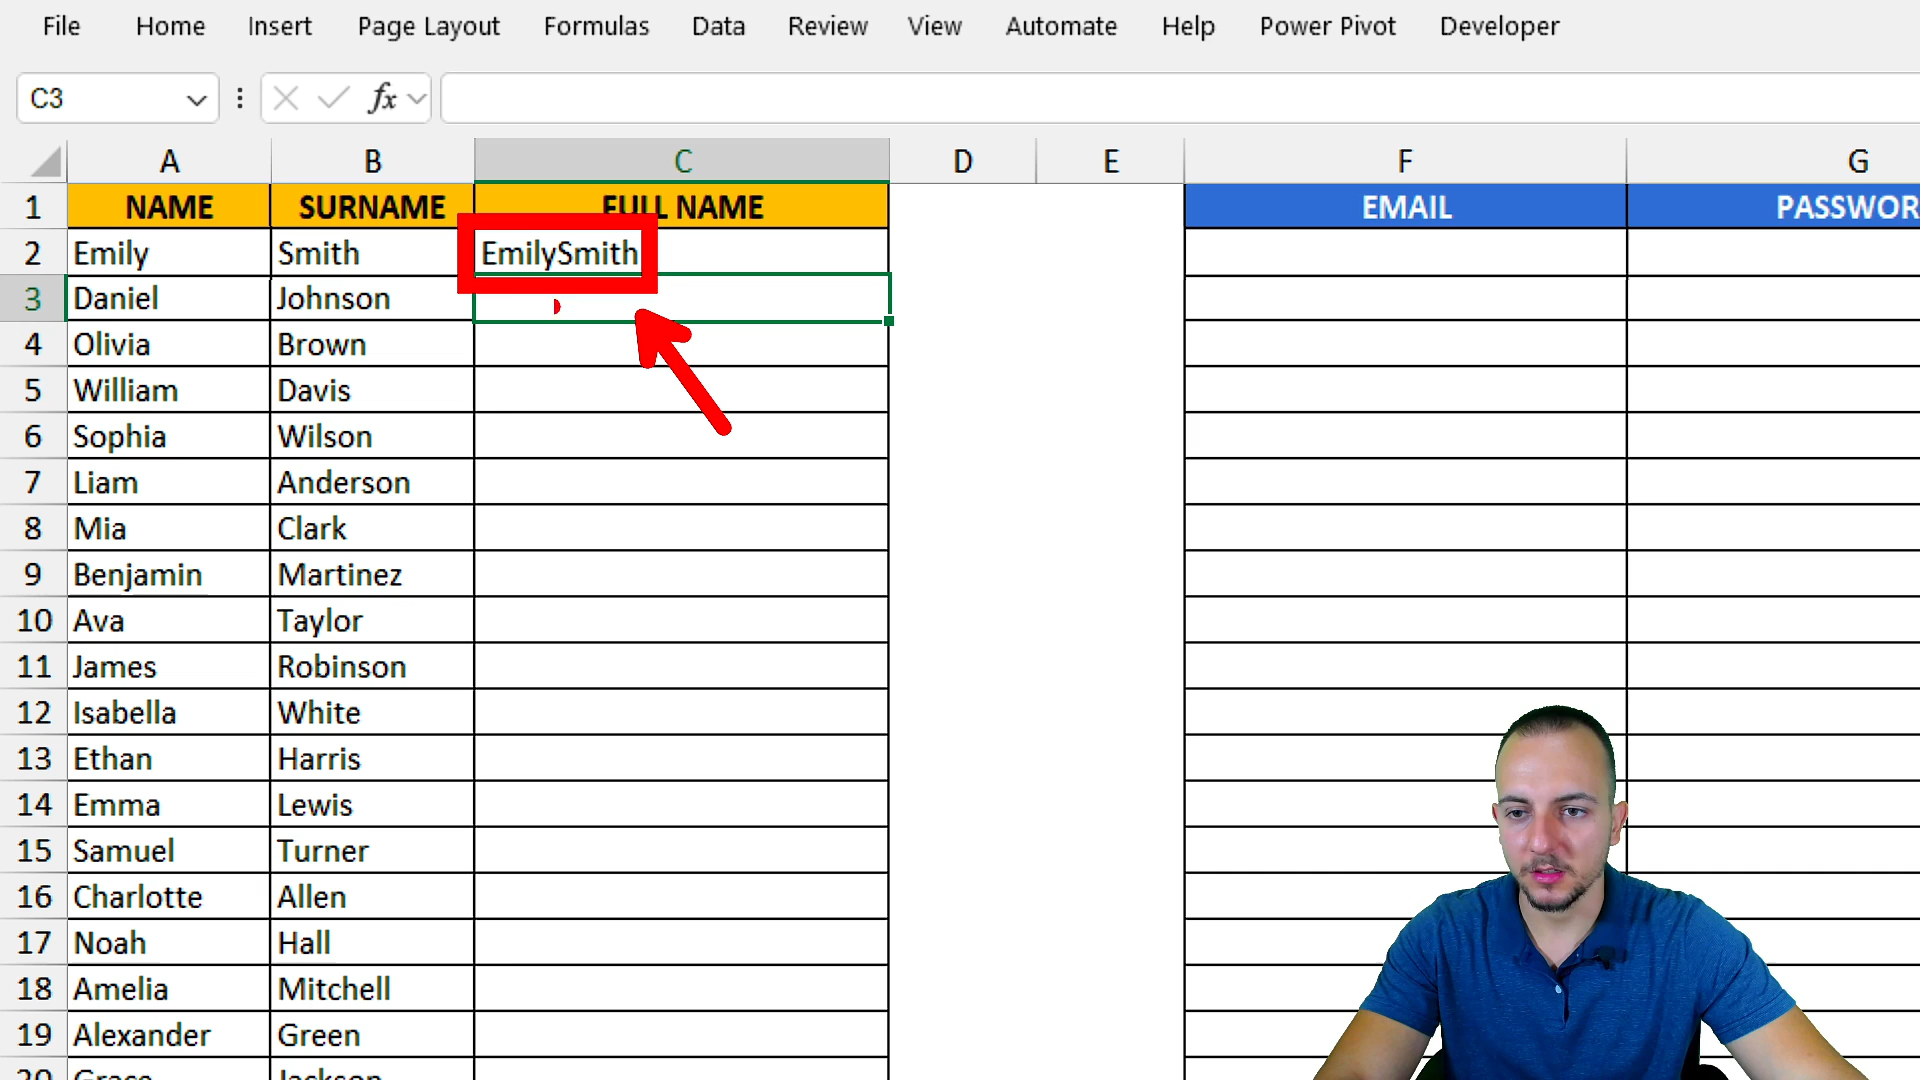 File Home Insert Page Layout Formulas Data Review View Automate Help Power Pivot Developer
C3 fx
A B C D E F G
1 NAME SURNAME FULL NAME EMAIL PASSWOR
2 Emily Smith EmilySmith
3 Daniel Johnson
4 Olivia Brown
5 William Davis
6 Sophia Wilson
7 Liam Anderson
8 Mia Clark
9 Benjamin Martinez
10 Ava Taylor
11 James Robinson
12 Isabella White
13 Ethan Harris
14 Emma Lewis
15 Samuel Turner
16 Charlotte Allen
17 Noah Hall
18 Amelia Mitchell
19 Alexander Green
20 Grace Jackson